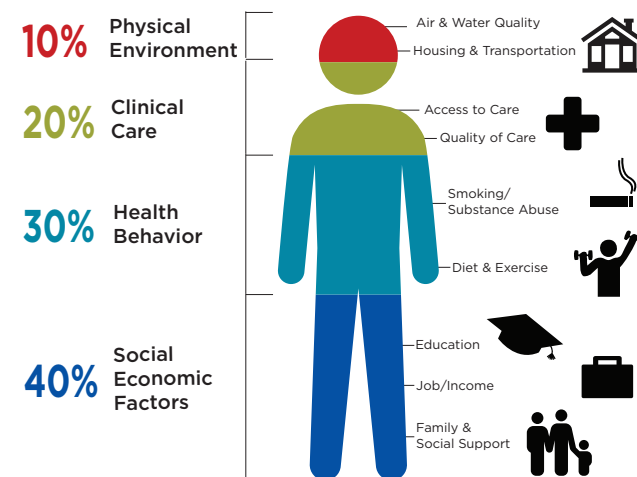 10%
Physical
Environment
Air & Water Quality
Housing & Transportation
20%
Clinical
Care
Access to Care
Quality of Care
30%
Health
Behavior
Smoking/
Substance Abuse
Diet & Exercise
40%
Social
Economic
Factors
Education
Job/Income
Family &
Social Support